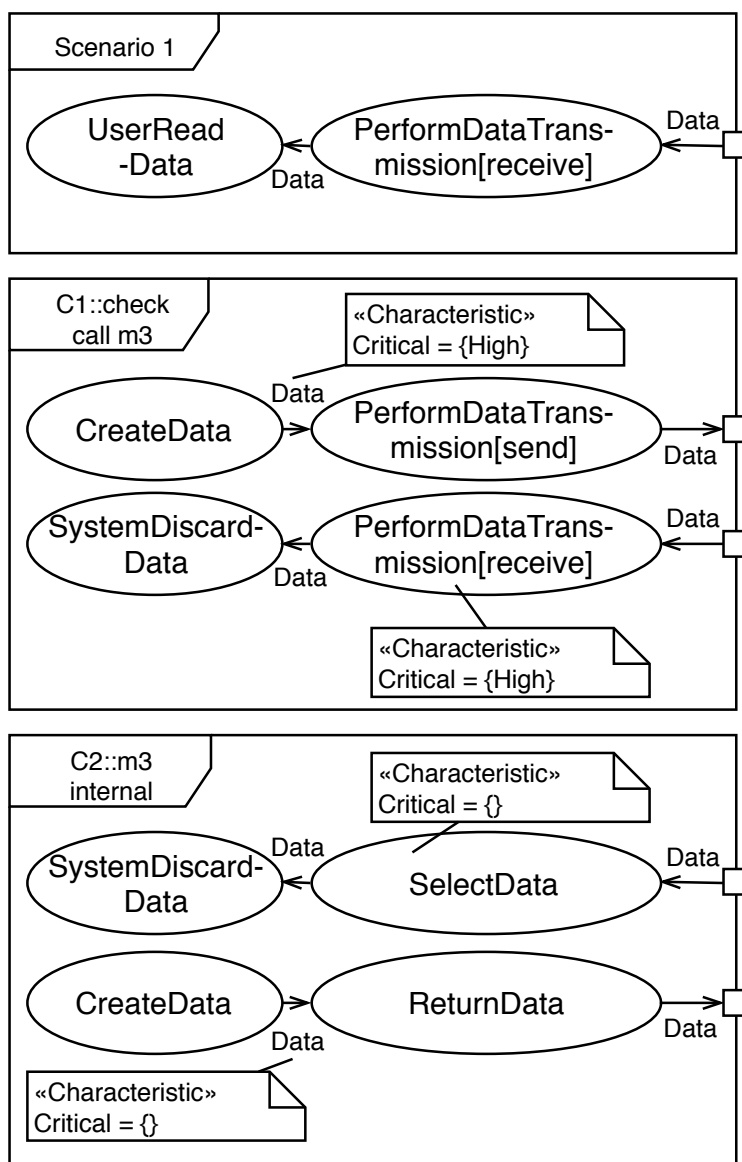 Scenario 1
UserRead
-Data
Data
PerformDataTrans-
mission[receive]
Data
C1::check
call m3
«Characteristic»
Critical = {High}
CreateData
Data
PerformDataTrans-
mission[send]
Data
SystemDiscard-
Data
Data
PerformDataTrans-
mission[receive]
Data
«Characteristic»
Critical = {High}
C2::m3
internal
«Characteristic»
Critical = {}
SystemDiscard-
Data
Data
SelectData
Data
CreateData
Data
ReturnData
Data
«Characteristic»
Critical = {}